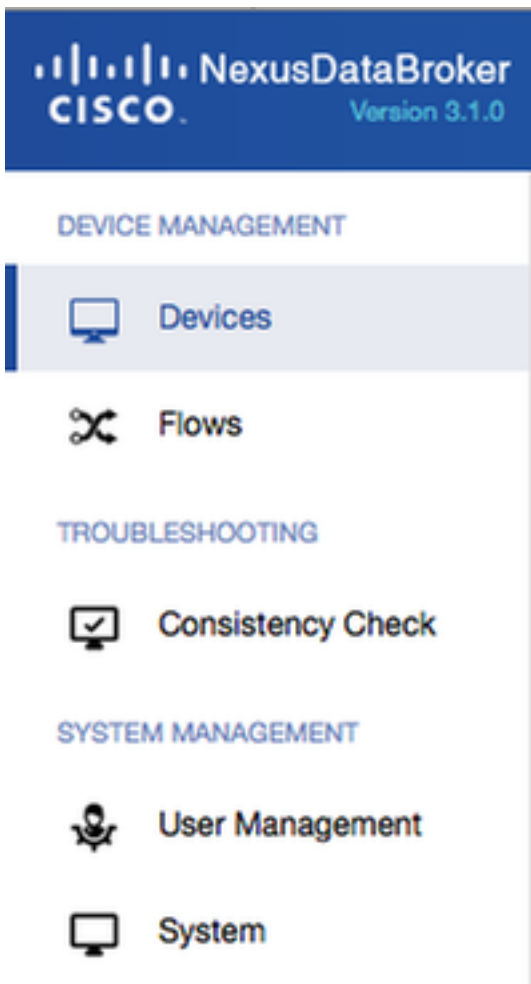 NexusDataBroker
CISCO.
Version 3.1.0
DEVICE MANAGEMENT
Devices
Flows
TROUBLESHOOTING
Consistency Check
SYSTEM MANAGEMENT
User Management
System